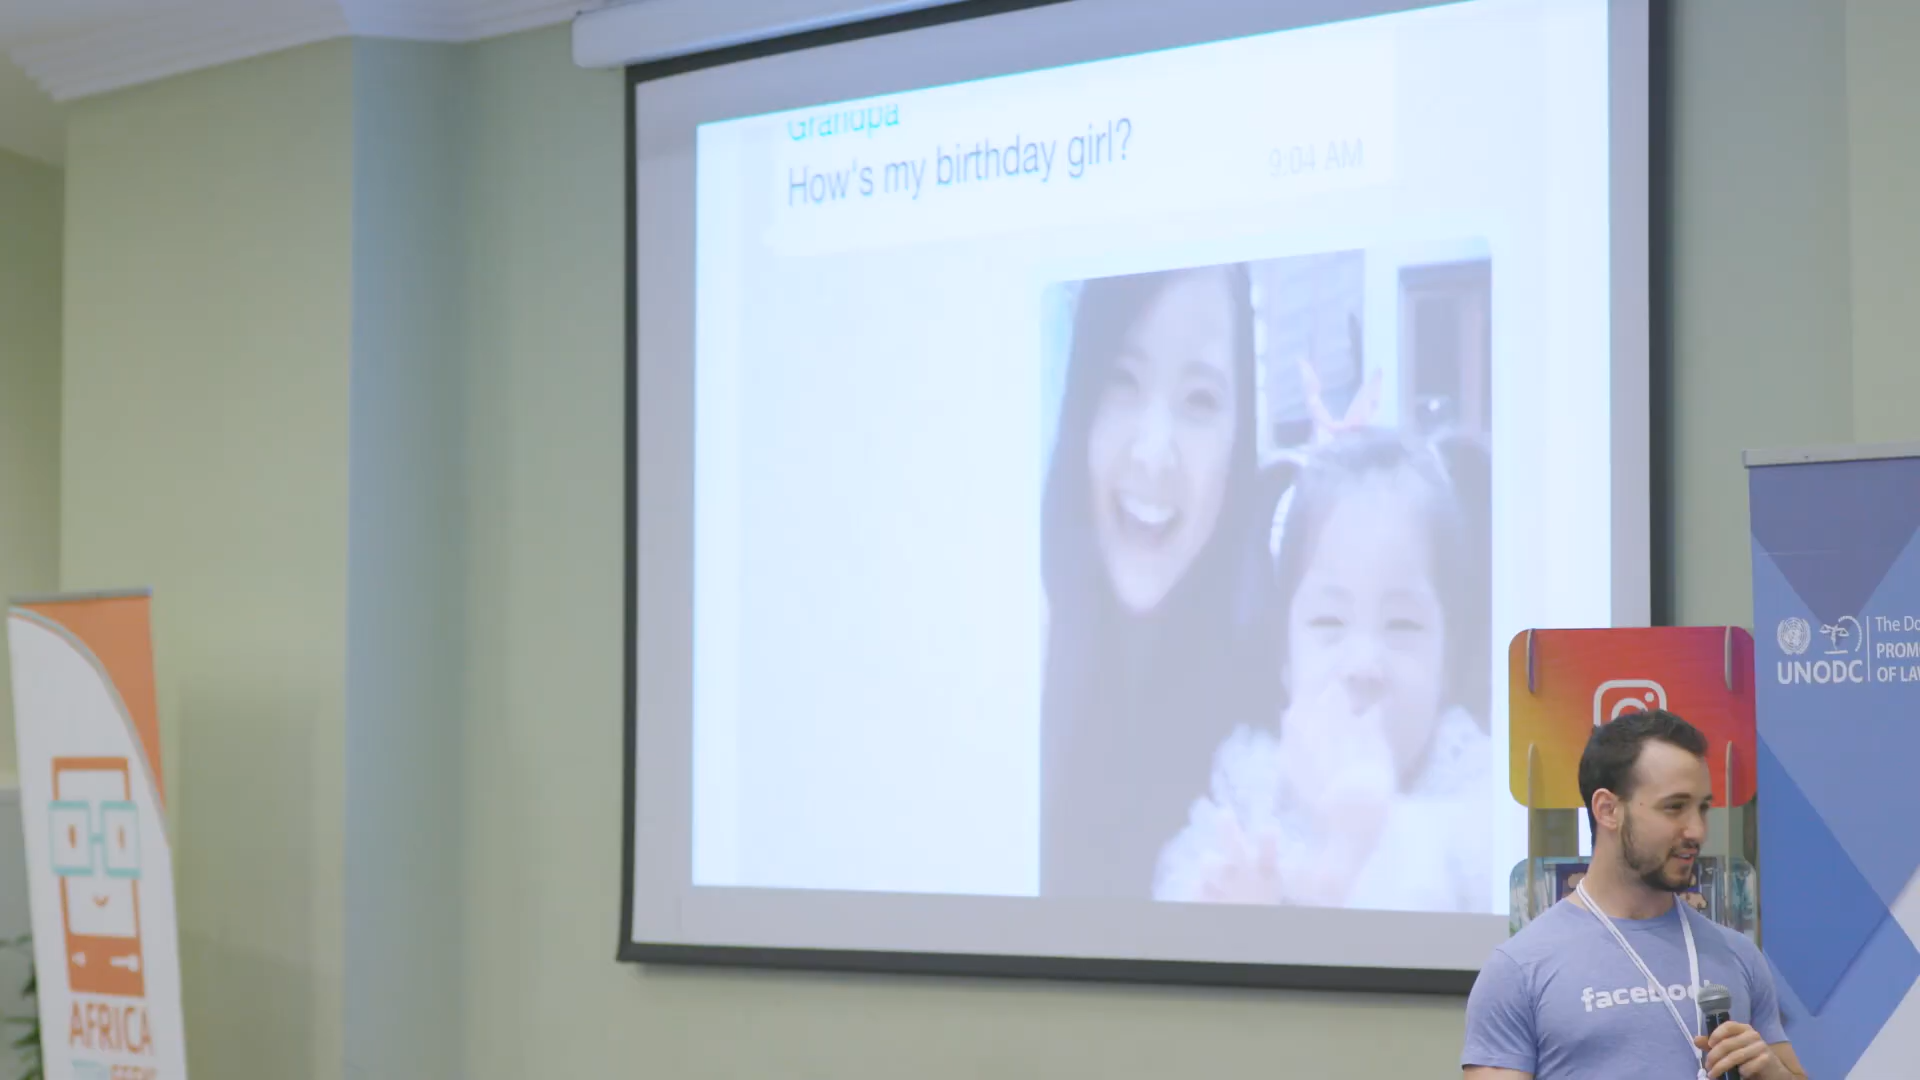 Grandpa
How's my birthday girl?
9:04 AM
UNODC
The Do
PROM
OF LA
facebook
AFRICA